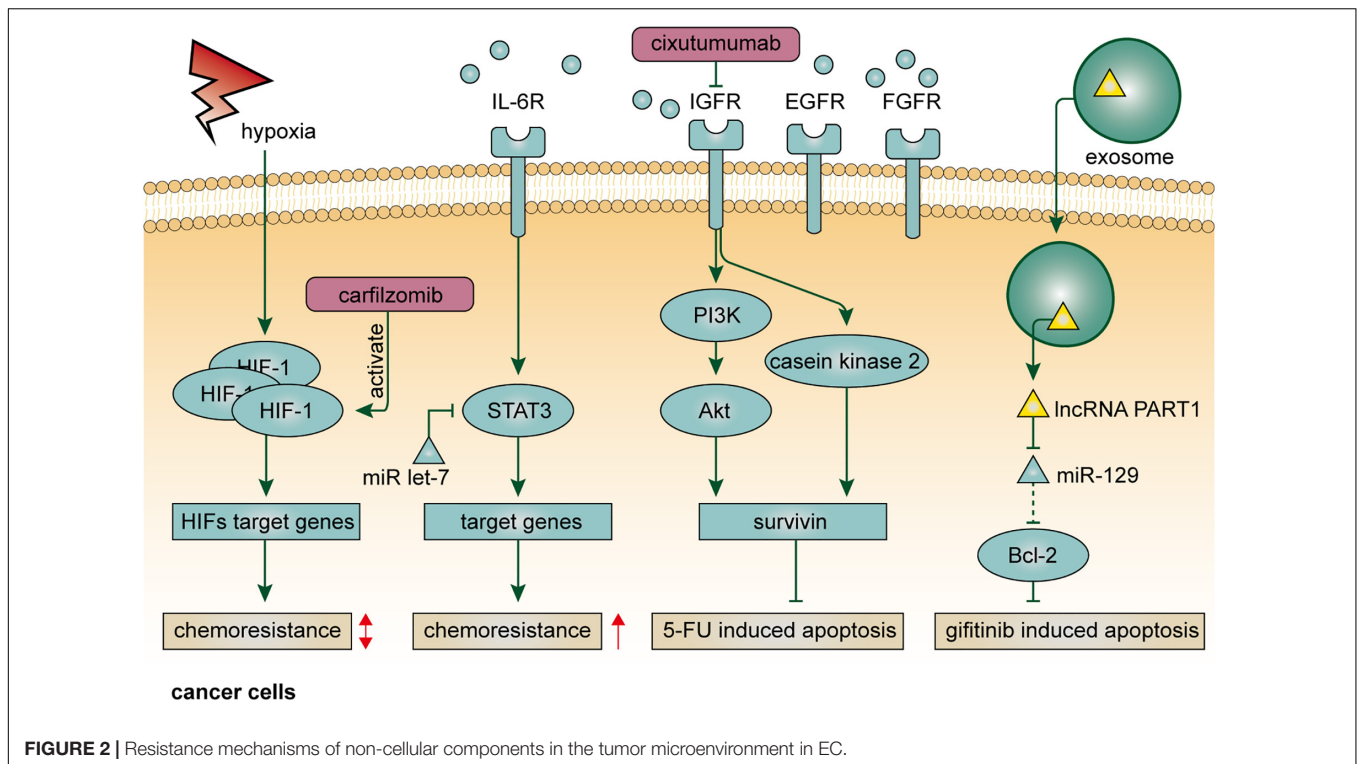 cixutumumab
IL-6R
IGFR
EGFR
FGFR
hypoxia
exosome
carfilzomib
activate
PI3K
casein kinase 2
HIF-1
HIF-1
HIF-1
STAT3
Akt
lncRNA PART1
miR let-7
miR-129
HIFs target genes
target genes
survivin
Bcl-2
chemoresistance
chemoresistance
5-FU induced apoptosis
gifitinib induced apoptosis
cancer cells
FIGURE 2 | Resistance mechanisms of non-cellular components in the tumor microenvironment in EC.